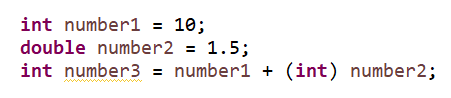 int number1 = 10;
double number2 = 1.5;
int number3 = number1 + (int) number2;